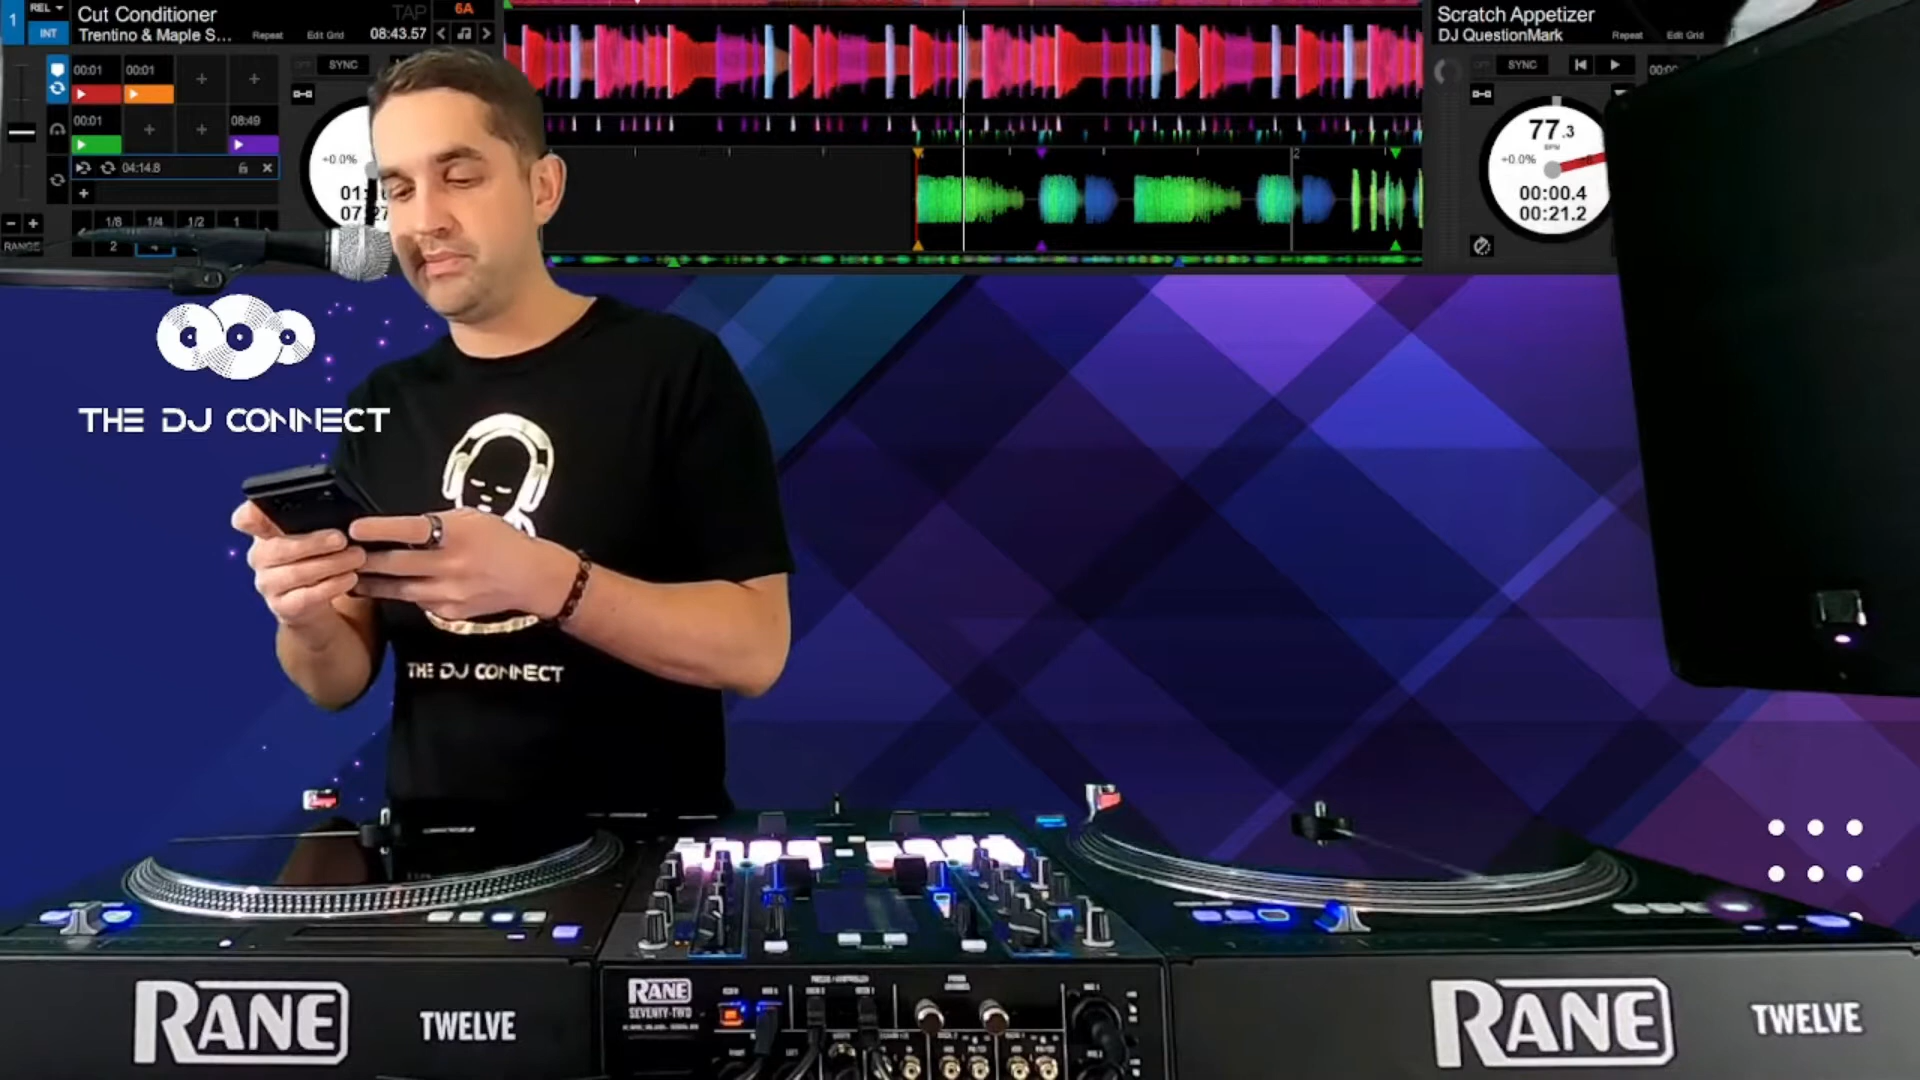 1
REL
Cut Conditioner
TAP
6A
INT
Trentino & Maple S...
Repeat
Edit Grid
08:43.57
SYNC
00:01
00:01
00:01
08:49
04:14.8
+0.0%
1/8 1/4 1/2 1
2
RANGE
2
Scratch Appetizer
DJ QuestionMark
Repeat
Edit Grid
SYNC
77.3
BPM
+0.0%
00:00.4
00:21.2
THE DJ CONNECT
THE DJ CONNECT
RANE
TWELVE
RANE
SEVENTY-TWO
RANE
TWELVE